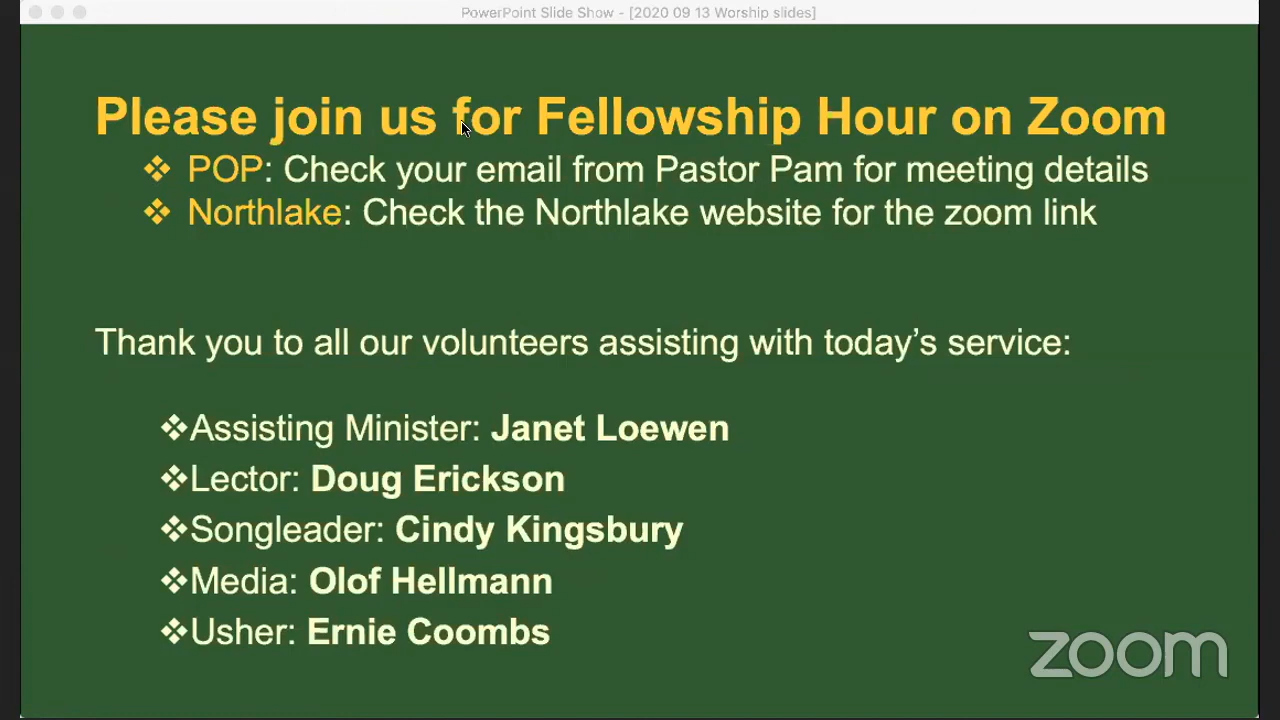 PowerPoint Slide Show - [2020 09 13 Worship slides]
Please join us for Fellowship Hour on Zoom
❖ POP: Check your email from Pastor Pam for meeting details
❖ Northlake: Check the Northlake website for the zoom link
Thank you to all our volunteers assisting with today’s service:
❖Assisting Minister: Janet Loewen
❖Lector: Doug Erickson
❖Songleader: Cindy Kingsbury
❖Media: Olof Hellmann
❖Usher: Ernie Coombs
zoom